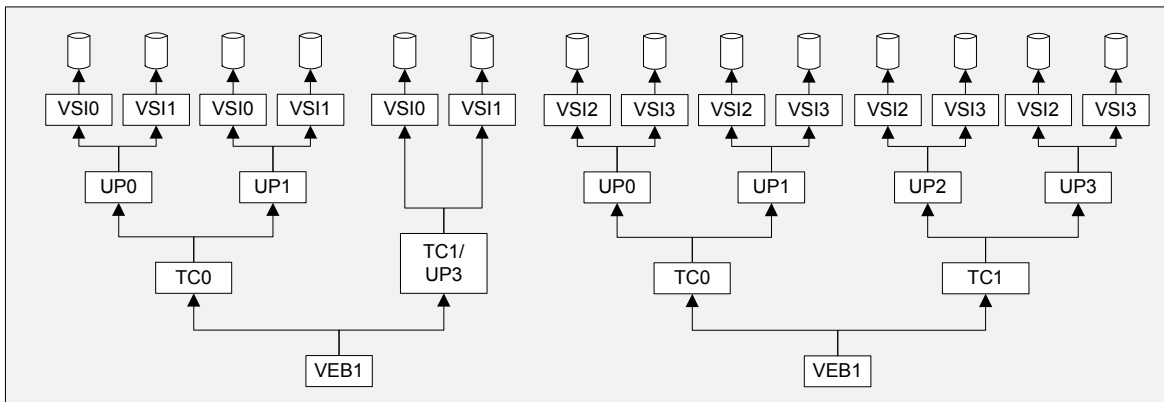 VSI0 VSI1 VSI0 VSI1 VSI0 VSI1 VSI2 VSI3 VSI2 VSI3 VSI2 VSI3 VSI2 VSI3
UP0 UP1 UP0 UP1 UP2 UP3
TC1/
UP3
TC0 TC0 TC1
VEB1 VEB1